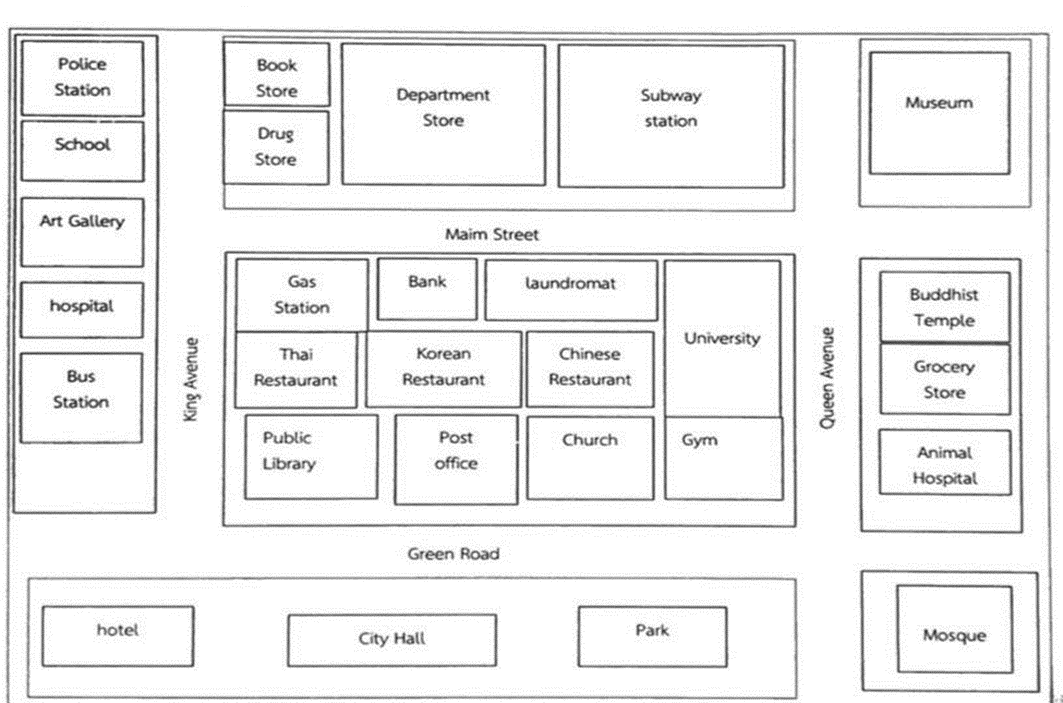 Police
Station
School
Art Gallery
hospital
Bus
Station
King Avenue
Book
Store
Drug
Store
Department
Store
Subway
station
Museum
Maim Street
Gas
Station
Bank
laundromat
University
Thai
Restaurant
Korean
Restaurant
Chinese
Restaurant
Public
Library
Post
office
Church
Gym
Queen Avenue
Buddhist
Temple
Grocery
Store
Animal
Hospital
Green Road
hotel
City Hall
Park
Mosque